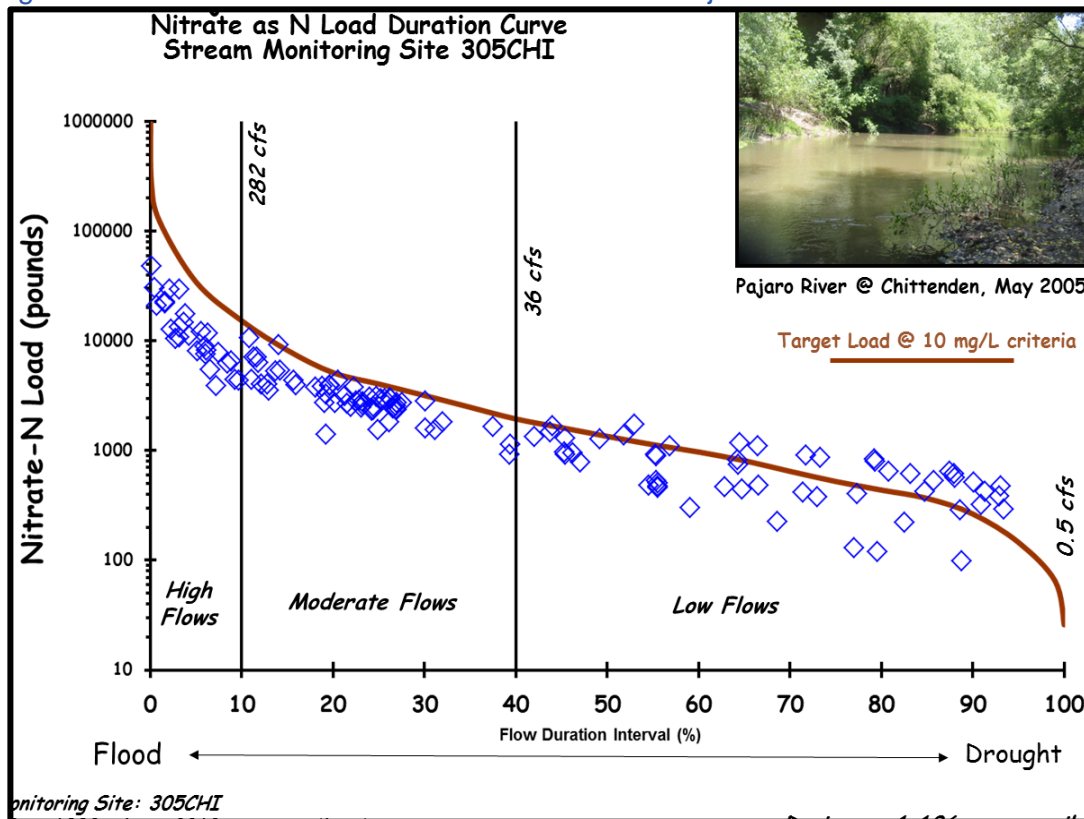 Nitrate as N Load Duration Curve
Stream Monitoring Site 305CHI
Pajaro River @ Chittenden, May 2005
Target Load @ 10 mg/L criteria
Nitrate-N Load (pounds)
1000000
100000
10000
1000
100
10
282 cfs
36 cfs
0.5 cfs
High
Flows
Moderate Flows
Low Flows
0 10 20 30 40 50 60 70 80 90 100
Flow Duration Interval (%)
Flood
Drought
onitoring Site: 305CHI